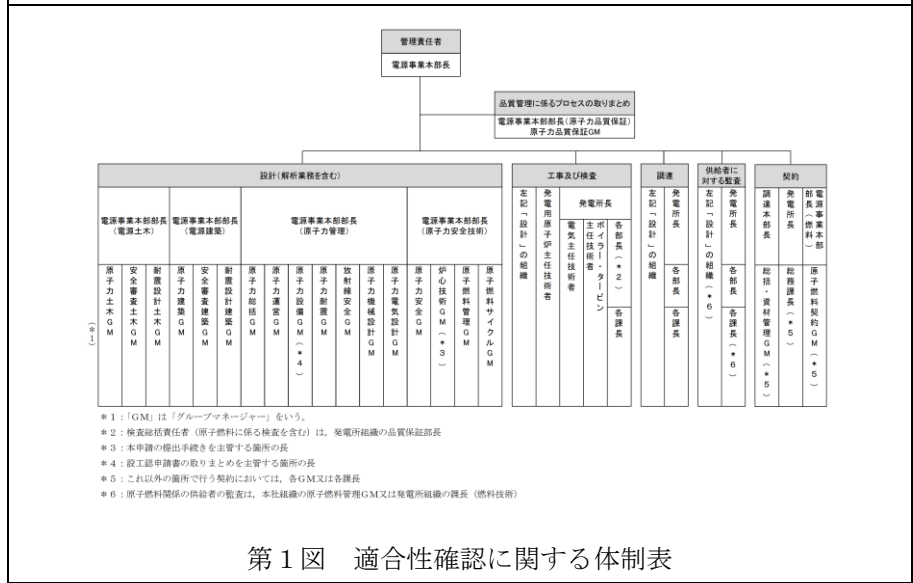 管理責任者
電源事業本部長
品質管理に係るプロセスの取りまとめ
電源事業本部部長(原子力品質保証)
原子力品質保証GM
設計(解析業務を含む)
電源事業本部部長
(電源土木)
原子力土木GM
安全審査土木GM
耐震設計土木GM
電源事業本部部長
(電源建築)
原子力建築GM
安全審査建築GM
耐震設計建築GM
電源事業本部部長
(原子力管理)
原子力総括GM
原子力運営GM
原子力設備GM(*4)
原子力耐震GM
放射線安全GM
原子力機械設計GM
原子力電気設計GM
電源事業本部部長
(原子力安全技術)
原子力安全GM
炉心技術GM(*3)
原子燃料管理GM
原子燃料サイクルGM
(*1)
工事及び検査
左記「設計」の組織
発電用原子炉主任技術者
発電所長
電気主任技術者
ボイラー・タービン
主任技術者
各部長(*2)
各課長
調達
左記「設計」の組織
発電所長
各部長
各課長
供給者に
対する監査
左記「設計」の組織(*6)
発電所長
各部長
各課長(*6)
契約
調達本部長
総括・資材管理GM(*5)
発電所長
総務課長(*5)
電源事業本部
部長(燃料)
原子燃料契約GM(*5)
*1:「GM」は「グループマネージャー」をいう。
*2:検査総括責任者(原子燃料に係る検査を含む)は,発電所組織の品質保証部長
*3:本申請の提出手続きを主管する箇所の長
*4:設工認申請書の取りまとめを主管する箇所の長
*5:これ以外の箇所で行う契約においては,各GM又は各課長
*6:原子燃料関係の供給者の監査は,本社組織の原子燃料管理GM又は発電所組織の課長(燃料技術)
第1図 適合性確認に関する体制表